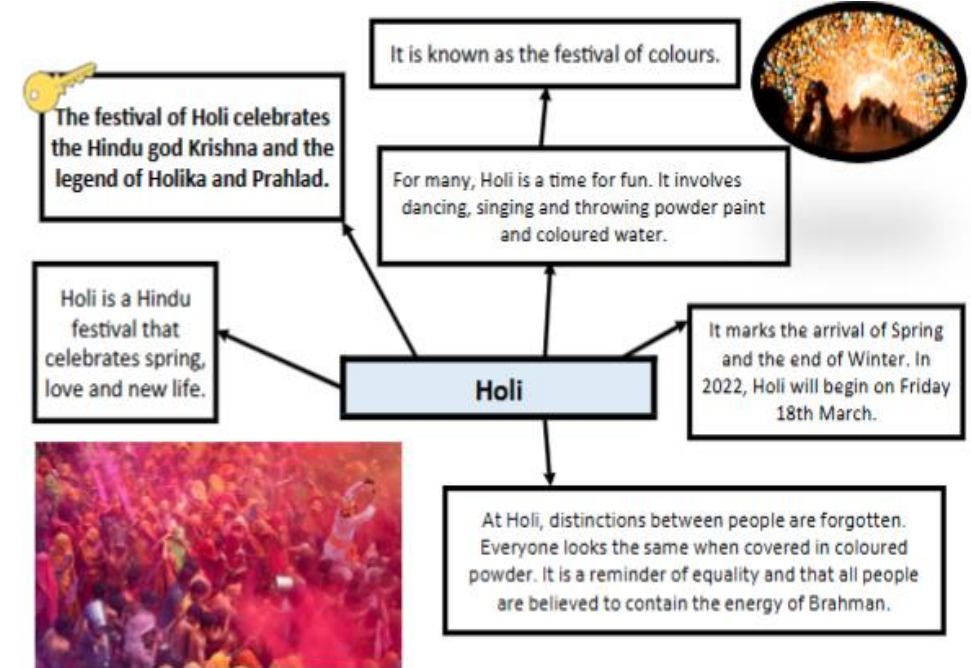 It is known as the festival of colours.
The festival of Holi celebrates
the Hindu god Krishna and the
legend of Holika and Prahlad.
For many, Holi is a time for fun. It involves
dancing, singing and throwing powder paint
and coloured water.
Holi is a Hindu
festival that
celebrates spring,
love and new life.
It marks the arrival of Spring
and the end of Winter. In
2022, Holi will begin on Friday
18th March.
Holi
At Holi, distinctions between people are forgotten.
Everyone looks the same when covered in coloured
powder. It is a reminder of equality and that all people
are believed to contain the energy of Brahman.